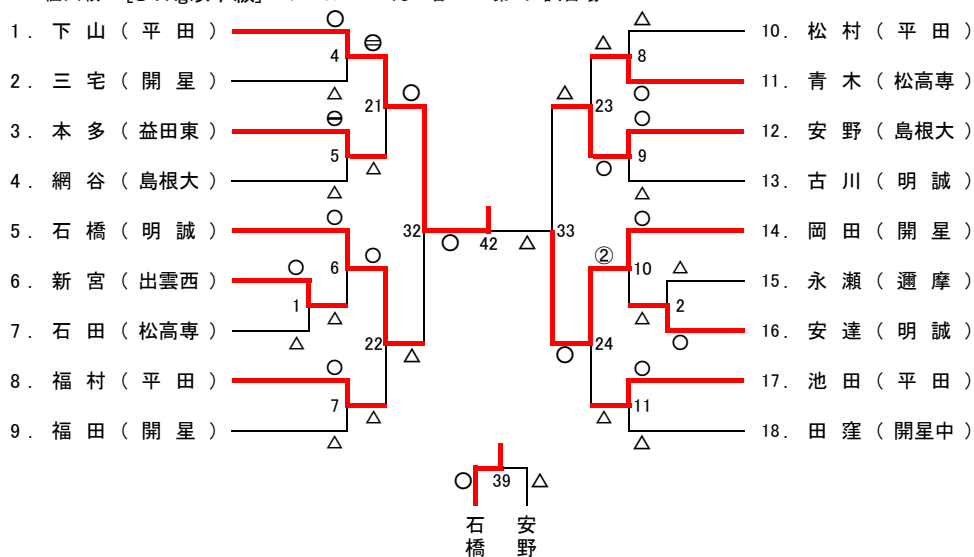 1. 下山（平田）
2. 三宅（開星）
3. 本多（益田東）
4. 網谷（島根大）
5. 石橋（明誠）
6. 新宮（出雲西）
7. 石田（松高専）
8. 福村（平田）
9. 福田（開星）
○ 4 △
⊖ 5 △
○ 1 △
○ 6 △
○ 7 △
⊖ 21 △
○ 22 △
○ 32 △
○ 42 △
△ 33 ○
△ 23 ○
② 24 △
△ 8 ○
○ 9 △
○ 10 △
△ 2 ○
○ 11 △
10. 松村（平田）
11. 青木（松高専）
12. 安野（島根大）
13. 古川（明誠）
14. 岡田（開星）
15. 永瀬（邇摩）
16. 安達（明誠）
17. 池田（平田）
18. 田窪（開星中）
○ 39 △
石橋
安野